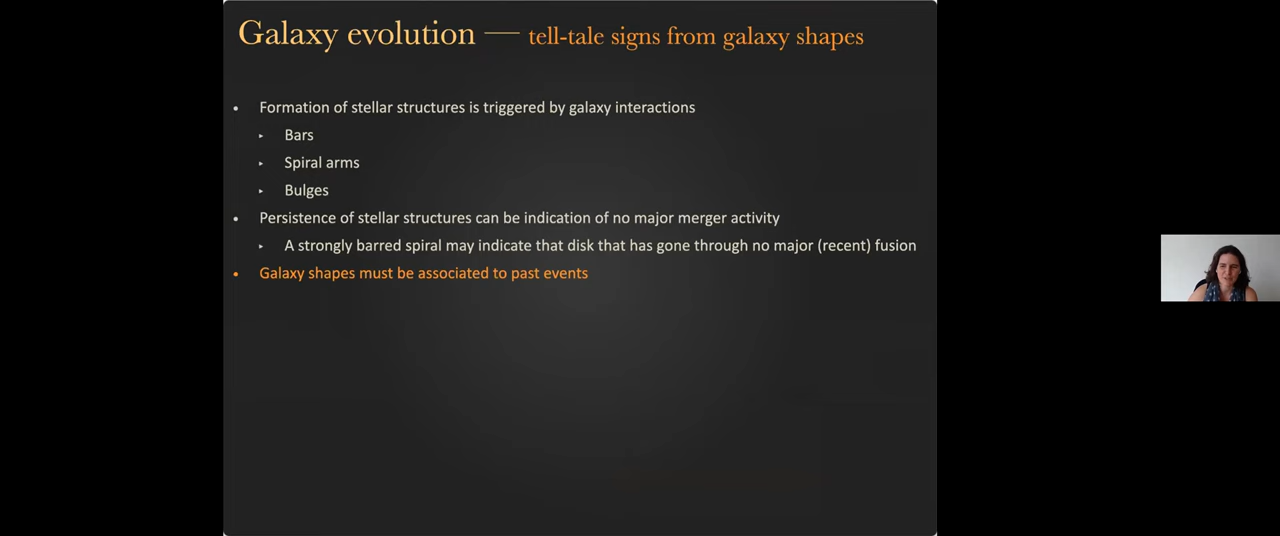 Galaxy evolution — tell-tale signs from galaxy shapes
• Formation of stellar structures is triggered by galaxy interactions
‣ Bars
‣ Spiral arms
‣ Bulges
• Persistence of stellar structures can be indication of no major merger activity
‣ A strongly barred spiral may indicate that disk that has gone through no major (recent) fusion
• Galaxy shapes must be associated to past events